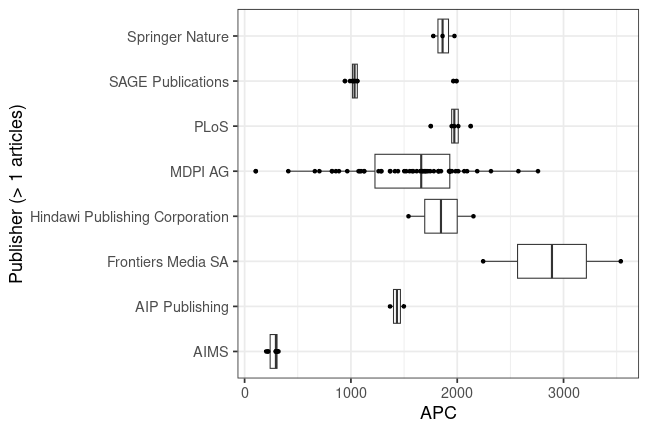 Publisher (> 1 articles)
Springer Nature
SAGE Publications
PLoS
MDPI AG
Hindawi Publishing Corporation
Frontiers Media SA
AIP Publishing
AIMS
0 1000 2000 3000
APC